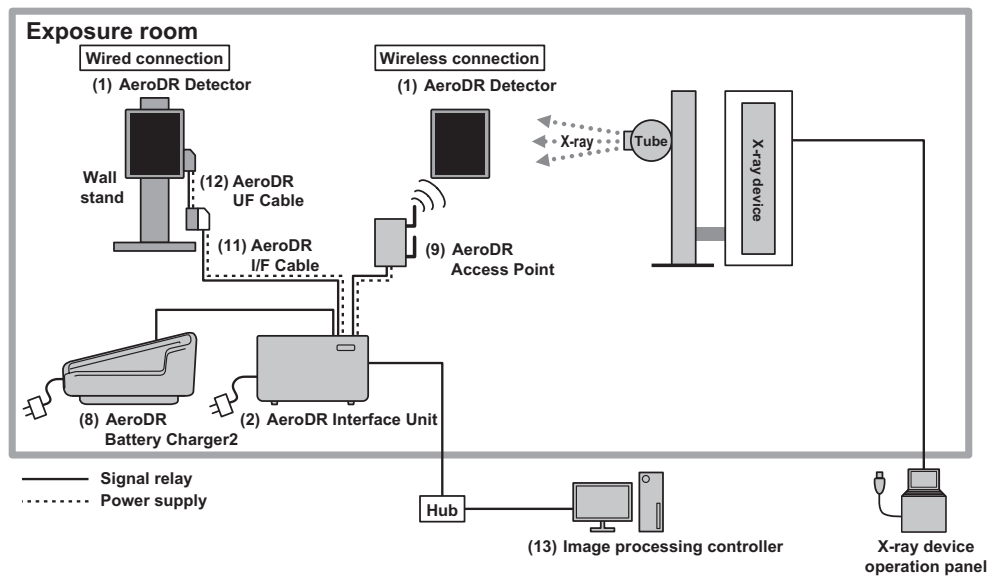 Exposure room
Wired connection
(1) AeroDR Detector
Wireless connection
(1) AeroDR Detector
X-ray
Tube
X-ray device
Wall
stand
(12) AeroDR
UF Cable
(11) AeroDR
I/F Cable
(9) AeroDR
Access Point
(8) AeroDR
Battery Charger2
(2) AeroDR Interface Unit
Signal relay
Power supply
Hub
(13) Image processing controller
X-ray device
operation panel